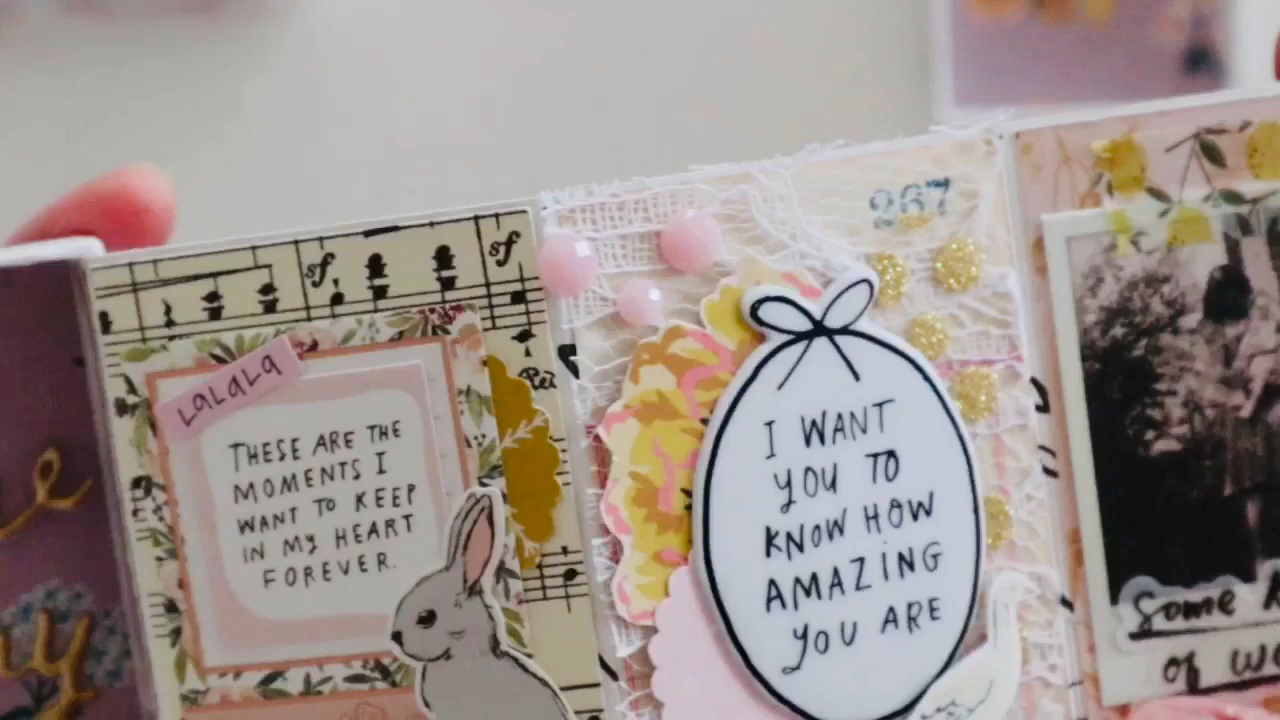 sf
sf
Ped
LALALA
THESE ARE THE
MOMENTS I
WANT TO KEEP
IN MY HEART
FOREVER.
267
I WANT
YOU TO
KNOW HOW
AMAZING
YOU ARE
Some
of